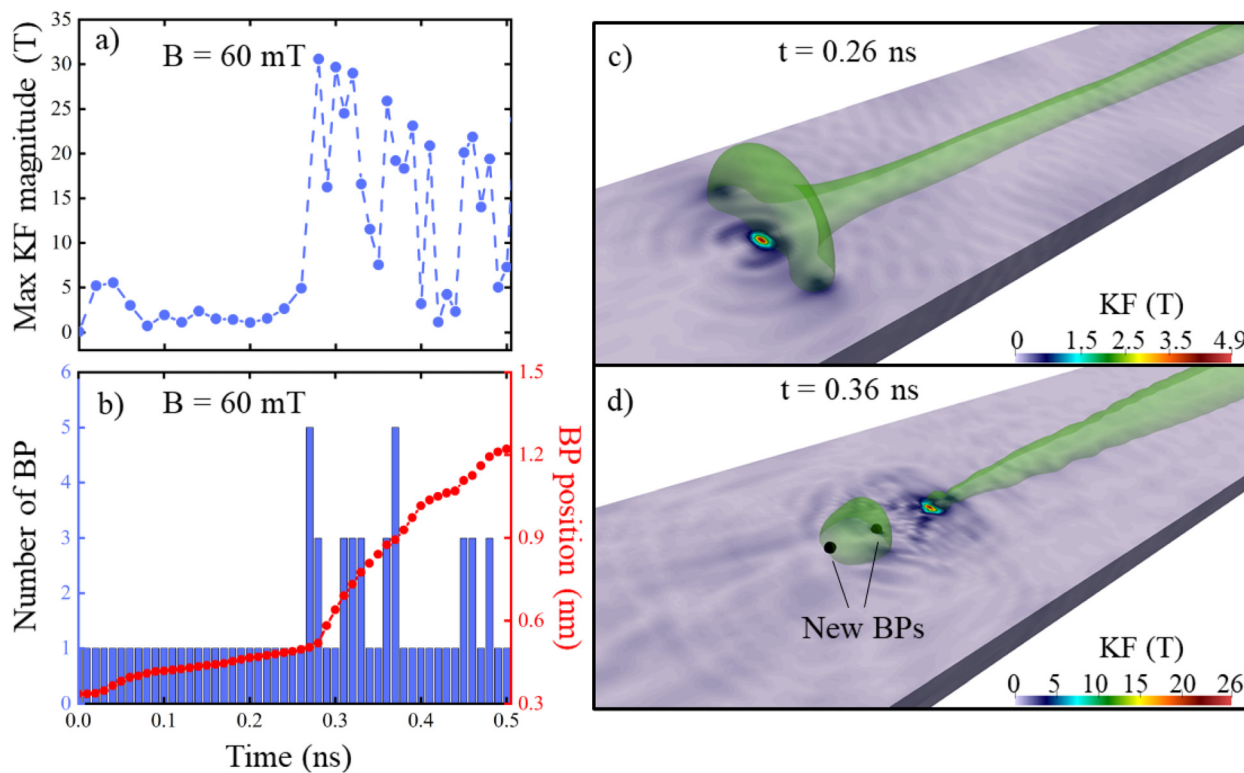 a)
B = 60 mT
Max KF magnitude (T)
35
30
25
20
15
10
5
0
b)
B = 60 mT
Number of BP
6
5
4
3
2
1
0
BP position (nm)
1.5
1.2
0.9
0.6
0.3
0.0 0.1 0.2 0.3 0.4 0.5
Time (ns)
c)
t = 0.26 ns
KF (T)
0 1.5 2.5 3.5 4.9
d)
t = 0.36 ns
New BPs
KF (T)
0 5 10 15 20 26